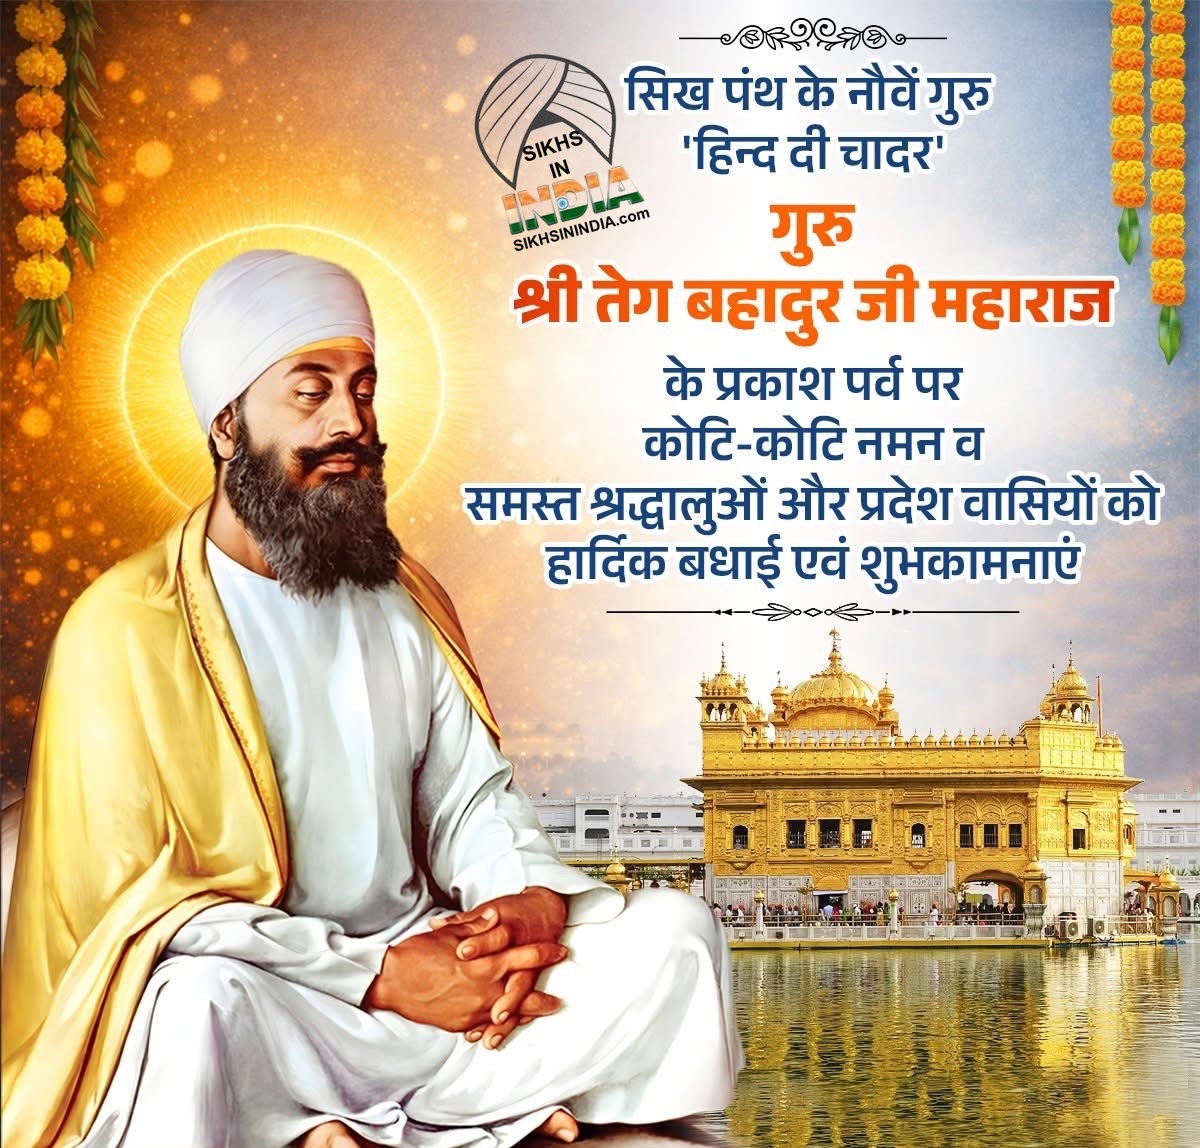 सिख पंथ के नौवें गुरु
'हिन्द दी चादर'
SIKHS
IN
INDIA
SIKHSININDIA.com
गुरु
श्री तेग बहादुर जी महाराज
के प्रकाश पर्व पर
कोटि-कोटि नमन व
समस्त श्रद्धालुओं और प्रदेश वासियों को
हार्दिक बधाई एवं शुभकामनाएं